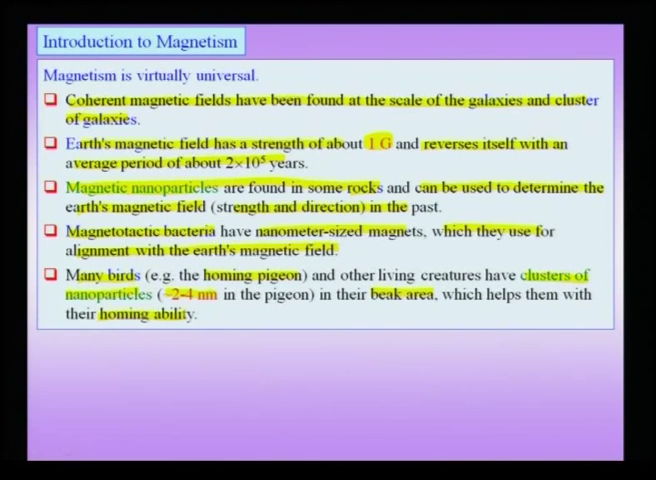 Introduction to Magnetism
Magnetism is virtually universal.
❑ Coherent magnetic fields have been found at the scale of the galaxies and cluster
of galaxies.
❑ Earth's magnetic field has a strength of about 1 G and reverses itself with an
average period of about 2×10⁵ years.
❑ Magnetic nanoparticles are found in some rocks and can be used to determine the
earth's magnetic field (strength and direction) in the past.
❑ Magnetotactic bacteria have nanometer-sized magnets, which they use for
alignment with the earth's magnetic field.
❑ Many birds (e.g. the homing pigeon) and other living creatures have clusters of
nanoparticles (~2-4 nm in the pigeon) in their beak area, which helps them with
their homing ability.